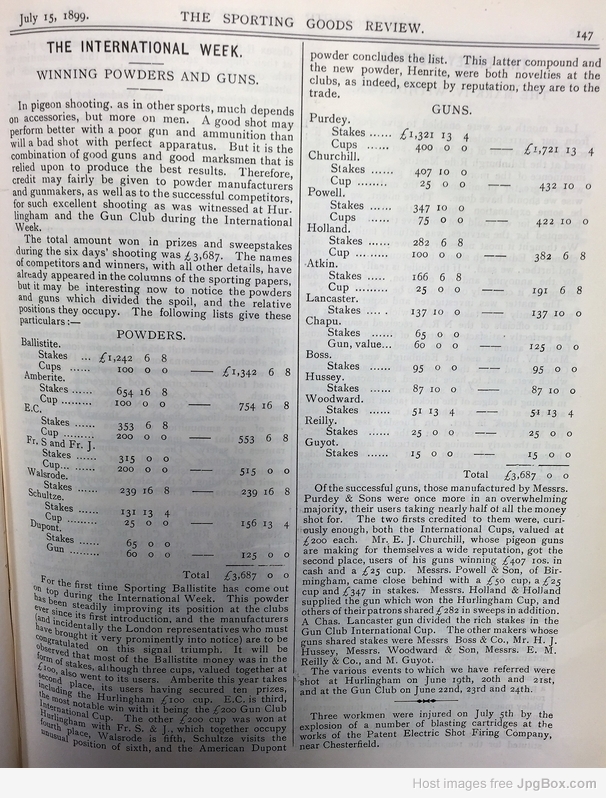 July 15, 1899.
THE SPORTING GOODS REVIEW.
147
THE INTERNATIONAL WEEK.
WINNING POWDERS AND GUNS.
In pigeon shooting. as in other sports, much depends
on accessories, but more on men. A good shot may
perform better with a poor gun and ammunition than
will a bad shot with perfect apparatus. But it is the
combination of good guns and good marksmen that is
relied upon to produce the best results. Therefore,
credit may fairly be given to powder manufacturers
and gunmakers, as well as to the successful competitors,
for such excellent shooting as was witnessed at Hur-
lingham and the Gun Club during the International
Week.
The total amount won in prizes and sweepstakes
during the six days' shooting was £3,687. The names
of competitors and winners, with all other details, have
already appeared in the columns of the sporting papers,
but it may be interesting now to notice the powders
and guns which divided the spoil, and the relative
positions they occupy. The following lists give these
particulars :—
POWDERS.
Ballistite.
Stakes ... £1,242 6 8
Cups ...... 100 0 0 — £1,342 6 8
Amberite.
Stakes ...... 654 16 8
Cup ........ 100 0 0 — 754 16 8
E.C.
Stakes ...... 353 6 8
Cup ......... 200 0 0 — 553 6 8
Fr. S and Fr. J.
Stakes ...... 315 0 0
Cup... ...... 200 0 0 — 515 0 0
Walsrode.
Stakes ...... 239 16 8 — 239 16 8
Schultze.
Stakes ...... 131 13 4
Cup ........ 25 0 0 — 156 13 4
Dupont.
Stakes ...... 65 0 0
Gun ......... 60 0 0 — 125 0 0
Total £3,687 0 0
For the first time Sporting Ballistite has come out
on top during the International Week. This powder
has been steadily improving its position at the clubs
ever since its first introduction, and the manufacturers
(and incidentally the London representatives who must
have brought it very prominently into notice) are to be
congratulated on this signal triumph. It will be
observed that most of the Ballistite money was in the
form of stakes, although three cups, valued together at
£100, also went to its users. Amberite this year takes
second place, its users having secured ten prizes,
including the Hurlingham £100 cup. E.C. is third,
the most notable win with it being the £200 Gun Club
International Cup. The other £200 cup was won at
Hurlingham with Fr. S. & J., which together occupy
fourth place, Walsrode is fifth, Schultze visits the
unusual position of sixth, and the American Dupont
powder concludes the list. This latter compound and
the new powder, Henrite, were both novelties at the
clubs, as indeed, except by reputation, they are to the
trade.
GUNS.
Purdey.
Stakes ...... £1,321 13 4
Cups ...... 400 0 0 — £1,721 13 4
Churchill.
Stakes ...... 407 10 0
Cup ........ 25 0 0 — 432 10 0
Powell.
Stakes ...... 347 10 0
Cups ...... 75 0 0 — 422 10 0
Holland.
Stakes ...... 282 6 8
Cup ......... 100 0 0 — 382 6 8
Atkin.
Stakes ...... 166 6 8
Cup ......... 25 0 0 — 191 6 8
Lancaster.
Stakes .... . 137 10 0 — 137 10 0
Chapu.
Stakes ...... 65 0 0
Gun, value... 60 0 0 — 125 0 0
Boss.
Stakes ...... 95 0 0 — 95 0 0
Hussey.
Stakes ...... 87 10 0 — 87 10 0
Woodward.
Stakes ...... 51 13 4 — 51 13 4
Reilly.
Stakes ...... 25 0 0 — 25 0 0
Guyot.
Stakes ...... 15 0 0 — 15 0 0
Total £3,687 0 0
Of the successful guns, those manufactured by Messrs.
Purdey & Sons were once more in an overwhelming
majority, their users taking nearly half of all the money
shot for. The two firsts credited to them were, curi-
ously enough, both the International Cups, valued at
£200 each. Mr. E. J. Churchill, whose pigeon guns
are making for themselves a wide reputation, got the
second place, users of his guns winning £407 10s. in
cash and a £25 cup. Messrs. Powell & Son, of Bir-
mingham, came close behind with a £50 cup, a £25
cup and £347 in stakes. Messrs. Holland & Holland
supplied the gun which won the Hurlingham Cup, and
others of their patrons shared £282 in sweeps in addition.
A Chas. Lancaster gun divided the rich stakes in the
Gun Club International Cup. The other makers whose
guns shared stakes were Messrs Boss & Co., Mr. H. J.
Hussey, Messrs. Woodward & Son, Messrs. E. M.
Reilly & Co., and M. Guyot.
The various events to which we have referred were
shot at Hurlingham on June 19th, 20th and 21st,
and at the Gun Club on June 22nd, 23rd and 24th.
Three workmen were injured on July 5th by the
explosion of a number of blasting cartridges at the
works of the Patent Electric Shot Firing Company,
near Chesterfield.
Host images free JpgBox.com